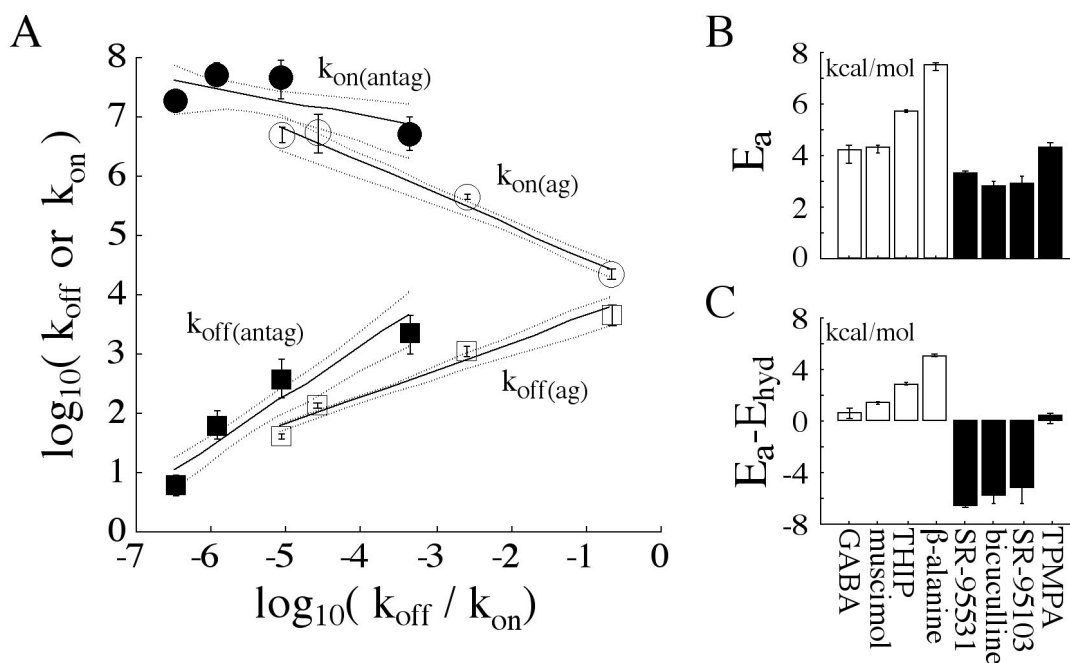 A
log10( koff or kon)
8
7
6
5
4
3
2
1
0
-7
-6
-5
-4
-3
-2
-1
0
log10( koff / kon)
kon(antag)
kon(ag)
koff(antag)
koff(ag)
B
kcal/mol
Ea
8
6
4
2
0
C
kcal/mol
Ea-Ehyd
8
4
0
-4
-8
GABA
muscimol
THIP
β-alanine
SR-95531
bicuculline
SR-95103
TPMPA